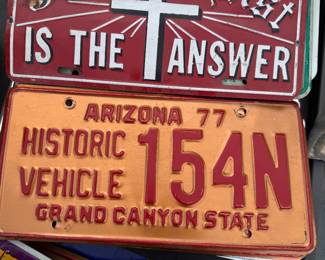 IS THE ANSWER
ARIZONA 77
HISTORIC
VEHICLE 154N
GRAND CANYON STATE